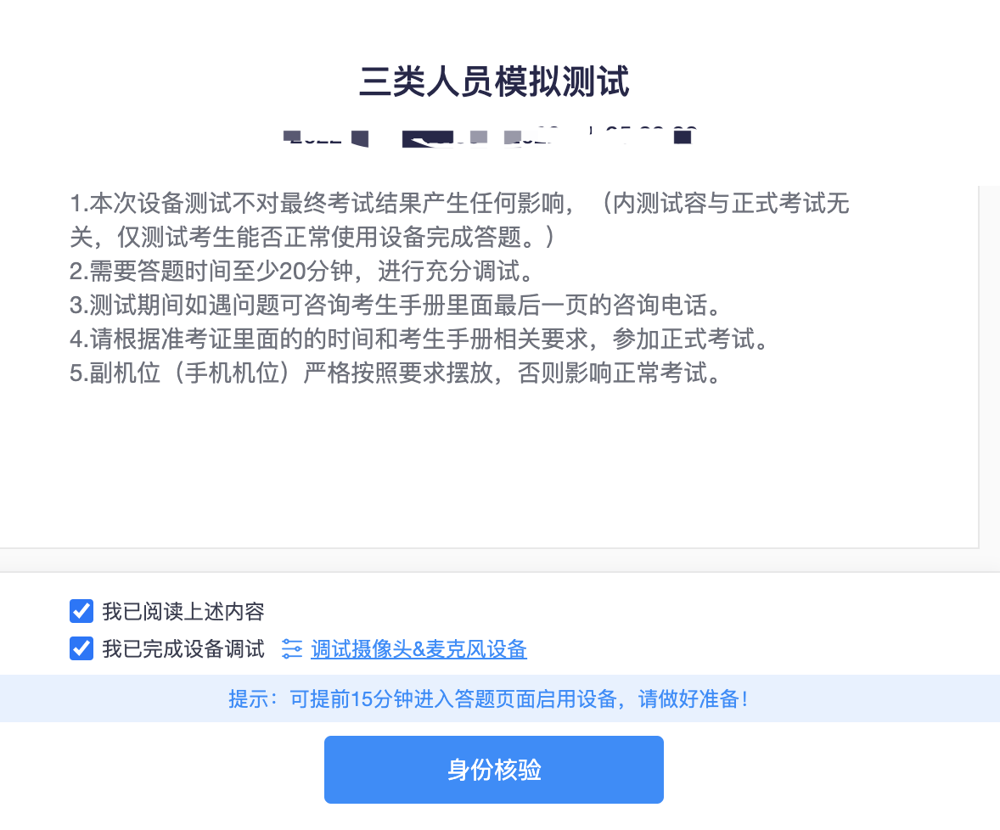 三类人员模拟测试
1.本次设备测试不对最终考试结果产生任何影响，（内测试容与正式考试无
关，仅测试考生能否正常使用设备完成答题。）
2.需要答题时间至少20分钟，进行充分调试。
3.测试期间如遇问题可咨询考生手册里面最后一页的咨询电话。
4.请根据准考证里面的的时间和考生手册相关要求，参加正式考试。
5.副机位（手机机位）严格按照要求摆放，否则影响正常考试。
我已阅读上述内容
我已完成设备调试 调试摄像头&麦克风设备
提示：可提前15分钟进入答题页面启用设备，请做好准备！
身份核验